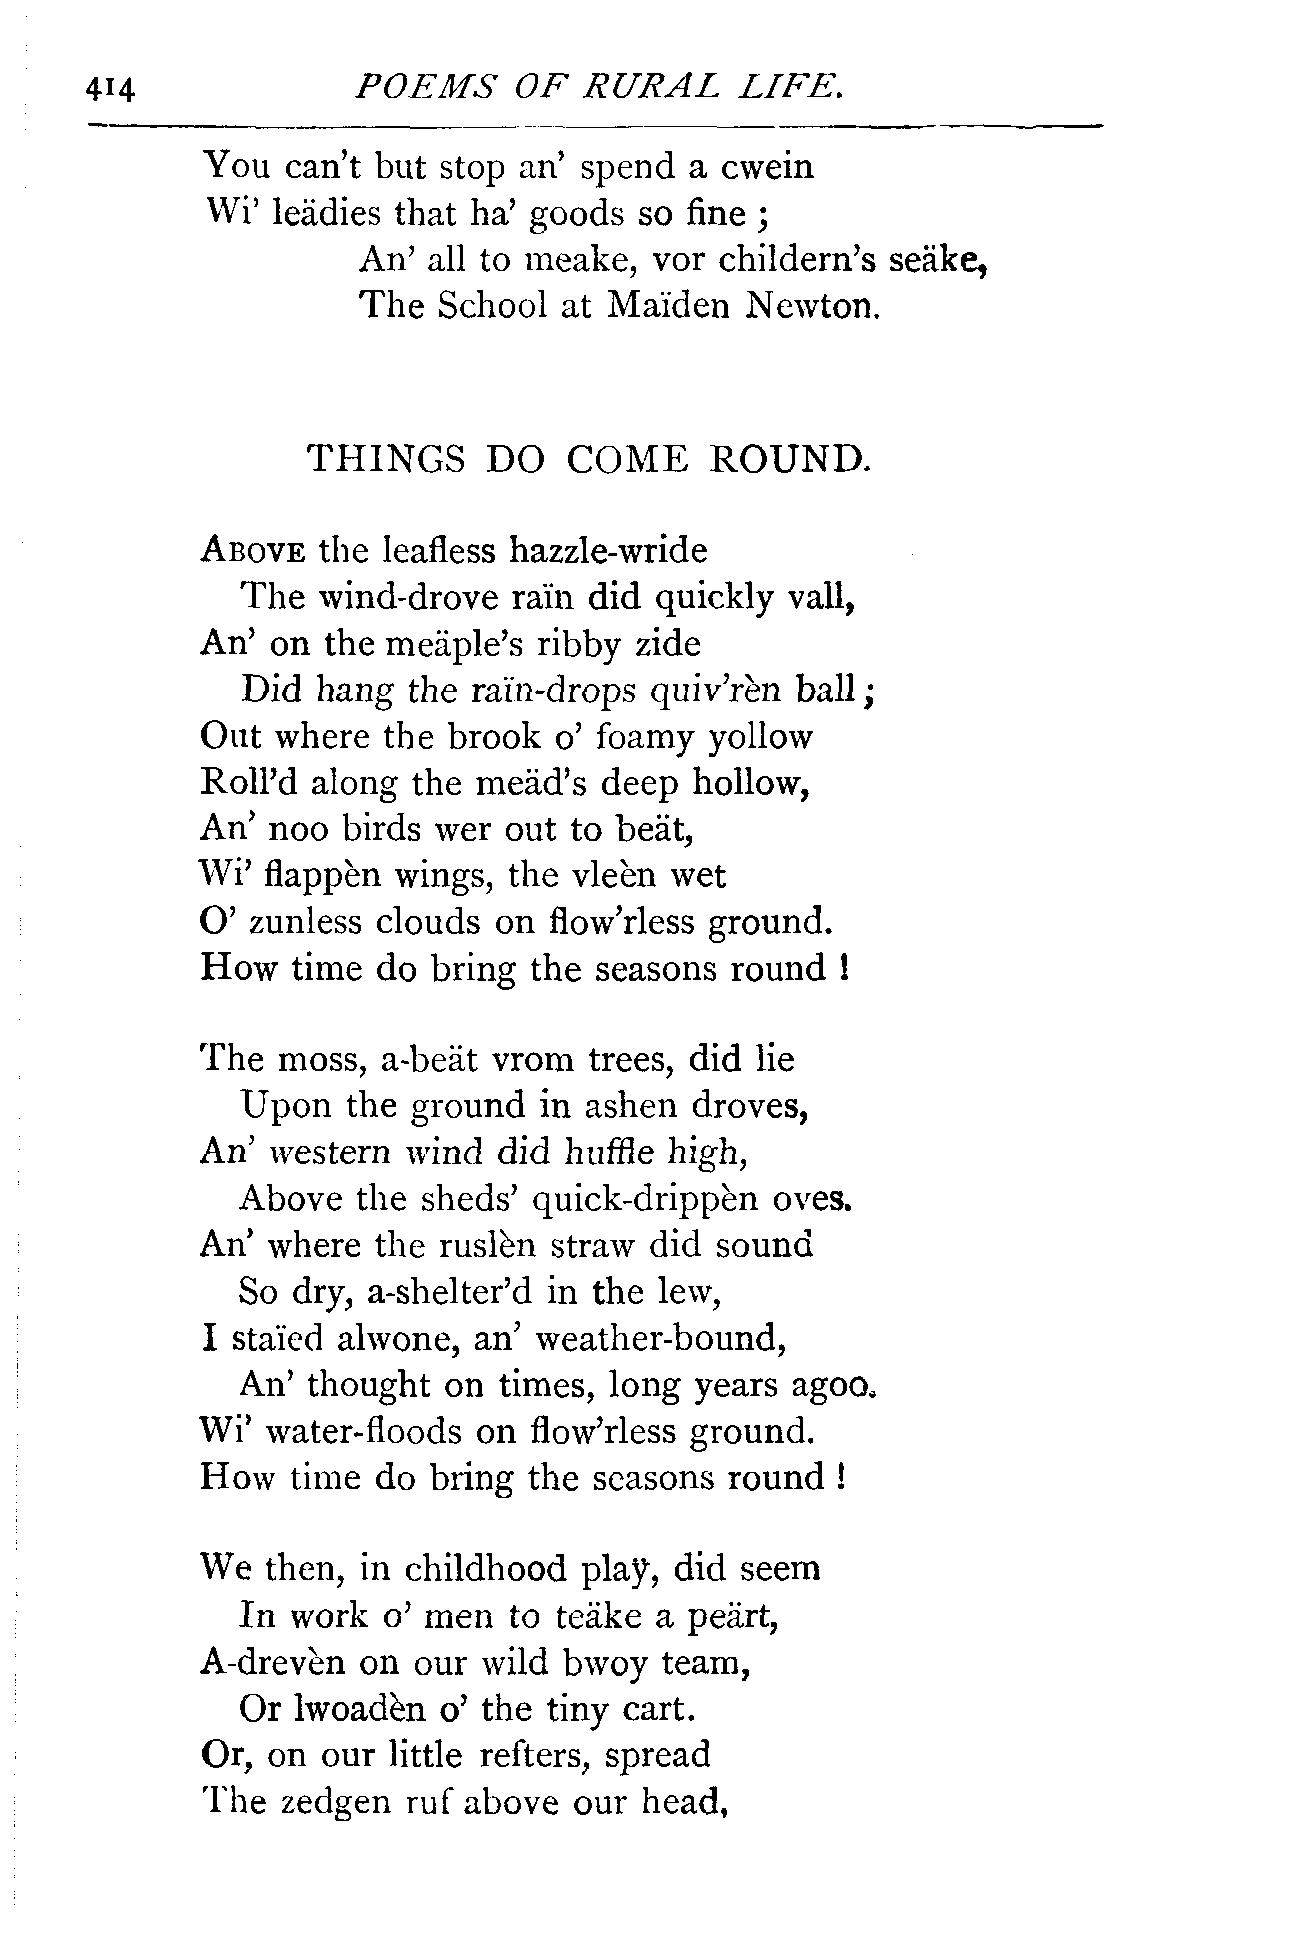 414 POEMS OF RURAL LIFE.
You can't but stop an' spend a cwein
Wi' leädies that ha' goods so fine ;
An' all to meake, vor childern's seäke,
The School at Maïden Newton.
THINGS DO COME ROUND.
ABOVE the leafless hazzle-wride
The wind-drove raïn did quickly vall,
An' on the meäple's ribby zide
Did hang the raïn-drops quiv'rèn ball ;
Out where the brook o' foamy yollow
Roll'd along the meäd's deep hollow,
An' noo birds wer out to beät,
Wi' flappèn wings, the vleèn wet
O' zunless clouds on flow'rless ground.
How time do bring the seasons round !
The moss, a-beät vrom trees, did lie
Upon the ground in ashen droves,
An' western wind did huffle high,
Above the sheds' quick-drippèn oves.
An' where the ruslèn straw did sound
So dry, a-shelter'd in the lew,
I staïed alwone, an' weather-bound,
An' thought on times, long years agoo.
Wi' water-floods on flow'rless ground.
How time do bring the seasons round !
We then, in childhood plaÿ, did seem
In work o' men to teäke a peärt,
A-drevèn on our wild bwoy team,
Or lwoadèn o' the tiny cart.
Or, on our little refters, spread
The zedgen ruf above our head,